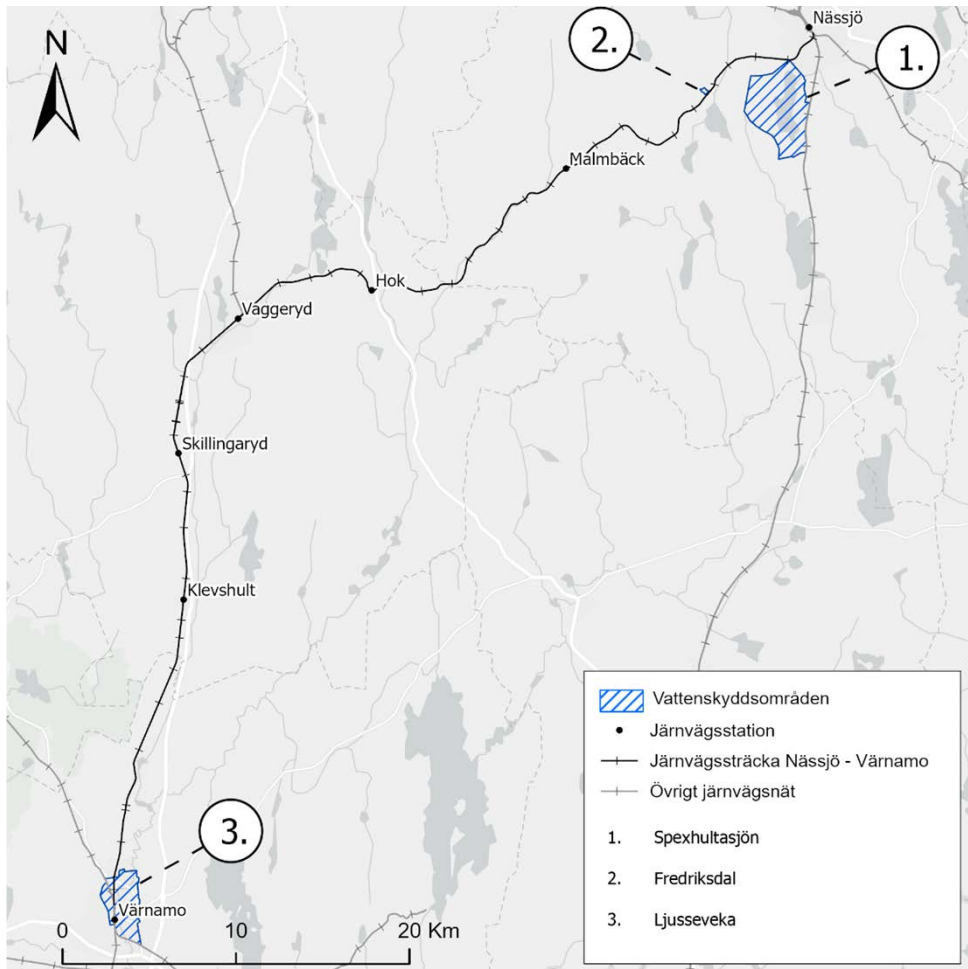 Nässjö
N
2.
1.
Malmbäck
Hok
Vaggeryd
Skillingaryd
Klevshult
3.
Värnamo
0 10 20 Km
Vattenskyddsområden
Järnvägsstation
Järnvägssträcka Nässjö - Värnamo
Övrigt järnvägsnät
1. Spexhultasjön
2. Fredriksdal
3. Ljusseveka